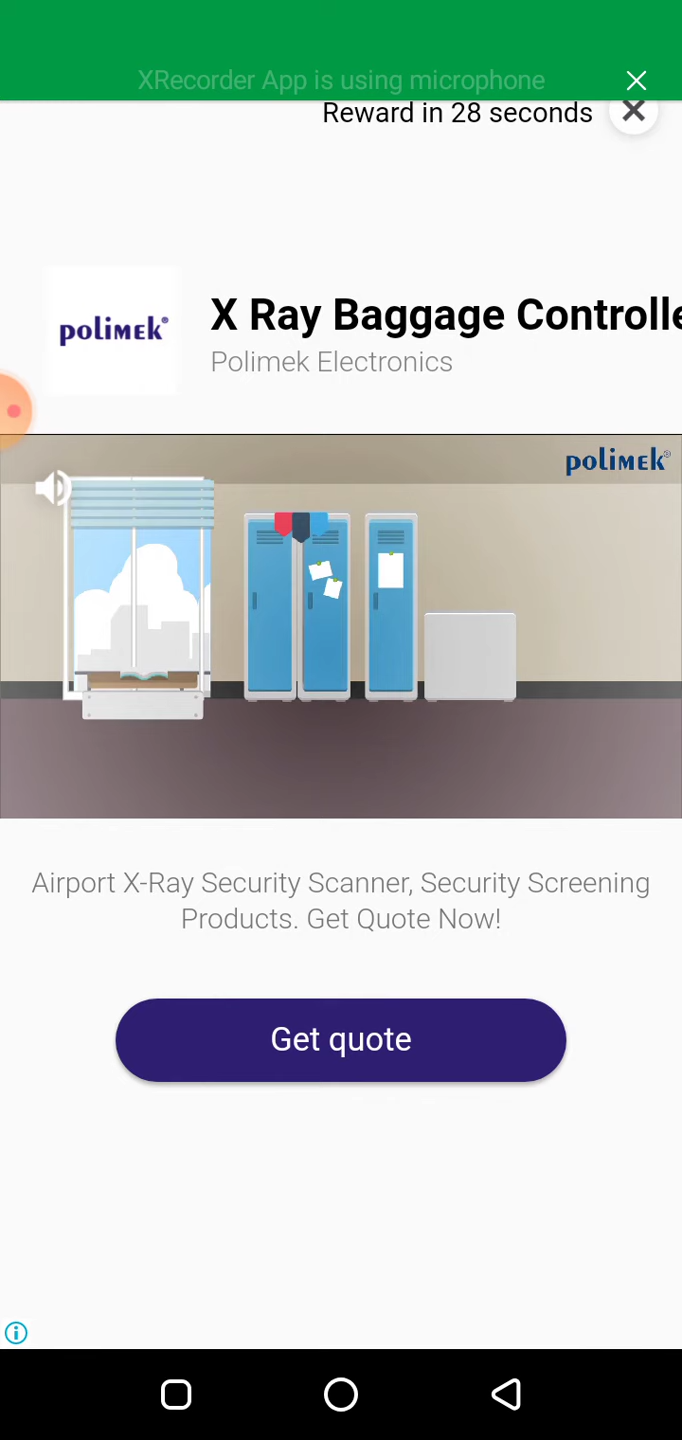 XRecorder App is using microphone
Reward in 28 seconds
polimek®
X Ray Baggage Controlle
Polimek Electronics
polimek®
Airport X-Ray Security Scanner, Security Screening
Products. Get Quote Now!
Get quote